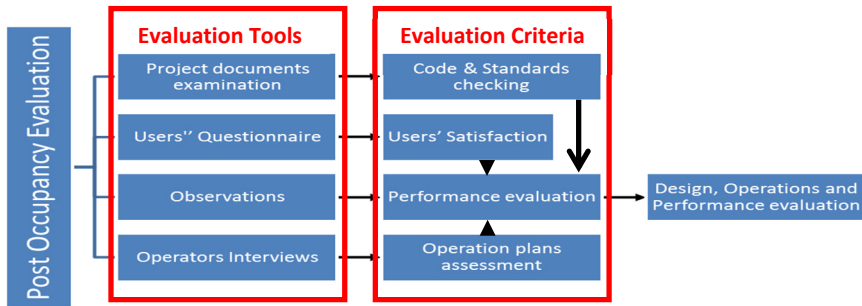 Post Occupancy Evaluation
Evaluation Tools
Project documents
examination
Users'' Questionnaire
Observations
Operators Interviews
Evaluation Criteria
Code & Standards
checking
Users’ Satisfaction
Performance evaluation
Operation plans
assessment
Design, Operations and
Performance evaluation